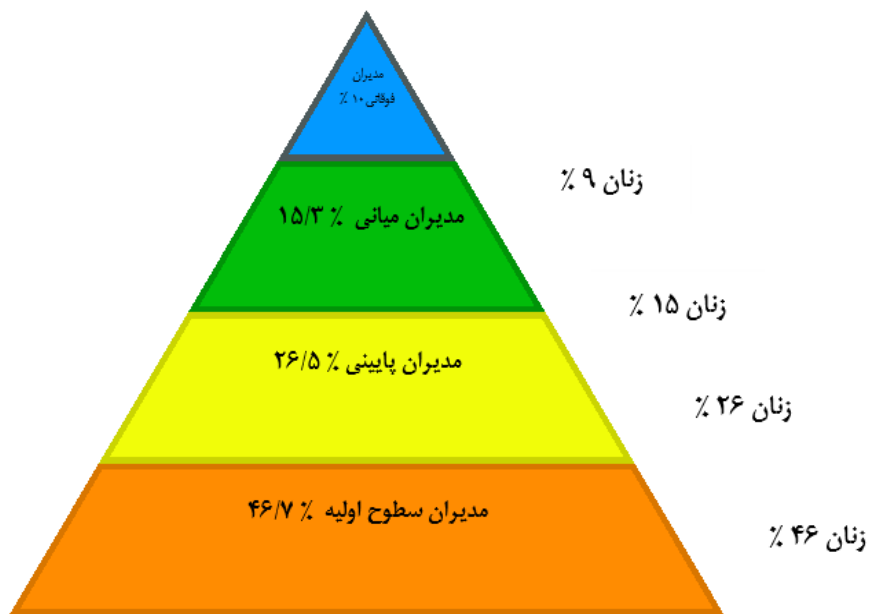 مدیران
فوقانی ۱۰ %
زنان ۹ %
مدیران میانی % ۱۵/۳
زنان ۱۵ %
مدیران پایینی % ۲۶/۵
زنان ۲۶ %
مدیران سطوح اولیه % ۴۶/۷
زنان ۴۶ %